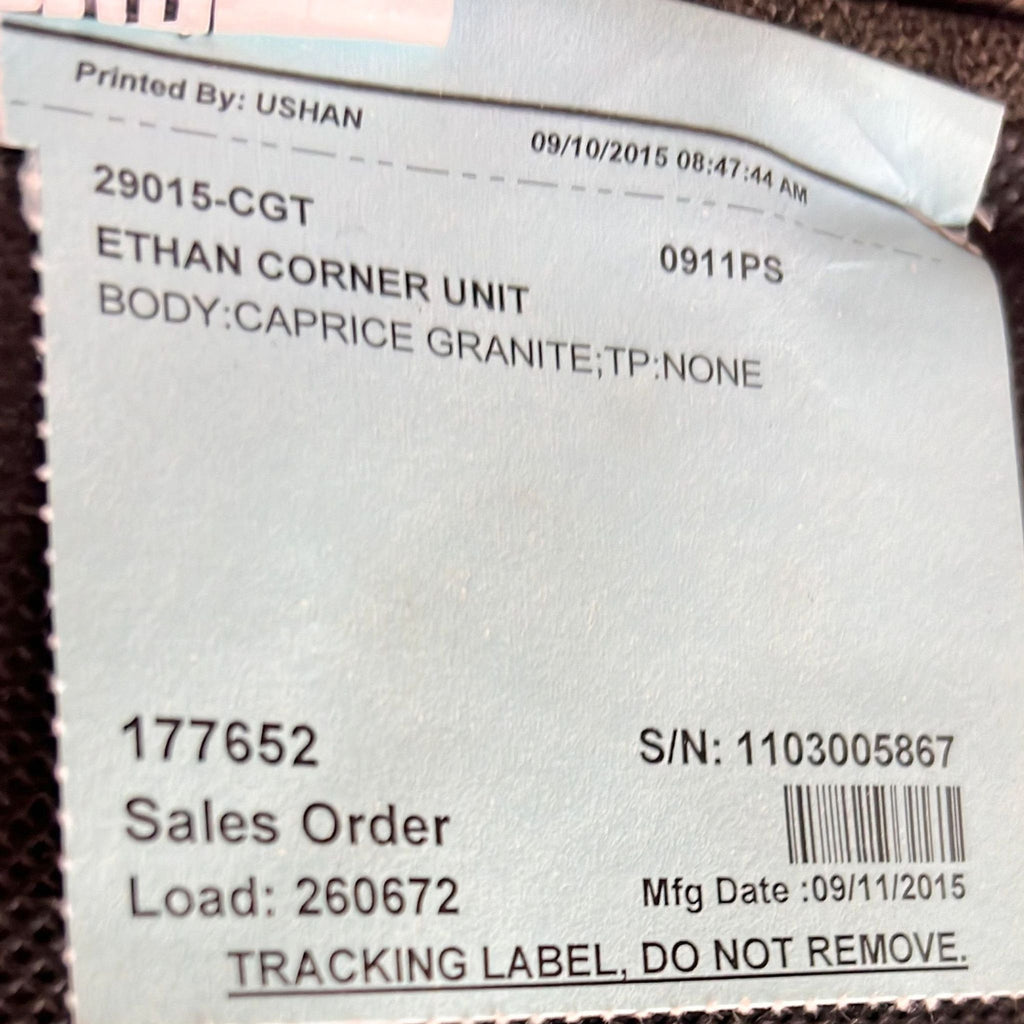 Printed By: USHAN
09/10/2015 08:47:44 AM
29015-CGT
0911PS
ETHAN CORNER UNIT
BODY:CAPRICE GRANITE;TP:NONE
177652
S/N: 1103005867
Sales Order
Load: 260672
Mfg Date :09/11/2015
TRACKING LABEL, DO NOT REMOVE.